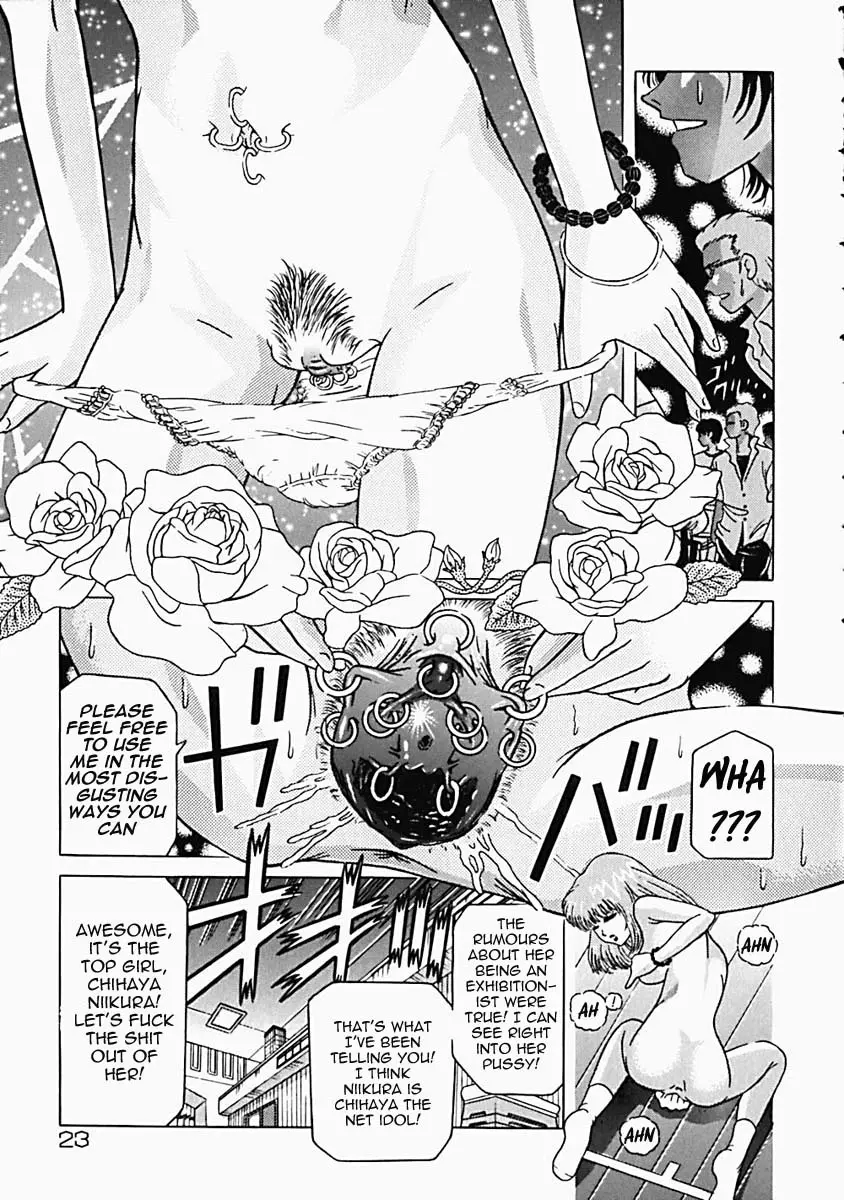 ガバッ
WHA
???
PLEASE
FEEL FREE
TO USE
ME IN THE
MOST DIS-
GUSTING
WAYS YOU
CAN
AHN
AH
AHN
THE
RUMOURS
ABOUT HER
BEING AN
EXHIBITION-
IST WERE
TRUE! I CAN
SEE RIGHT
INTO HER
PUSSY!
THAT'S WHAT
I'VE BEEN
TELLING YOU!
I THINK
NIIKURA IS
CHIHAYA THE
NET IDOL!
AWESOME,
IT'S THE
TOP GIRL,
CHIHAYA
NIIKURA!
LET'S FUCK
THE SHIT
OUT OF
HER!
23